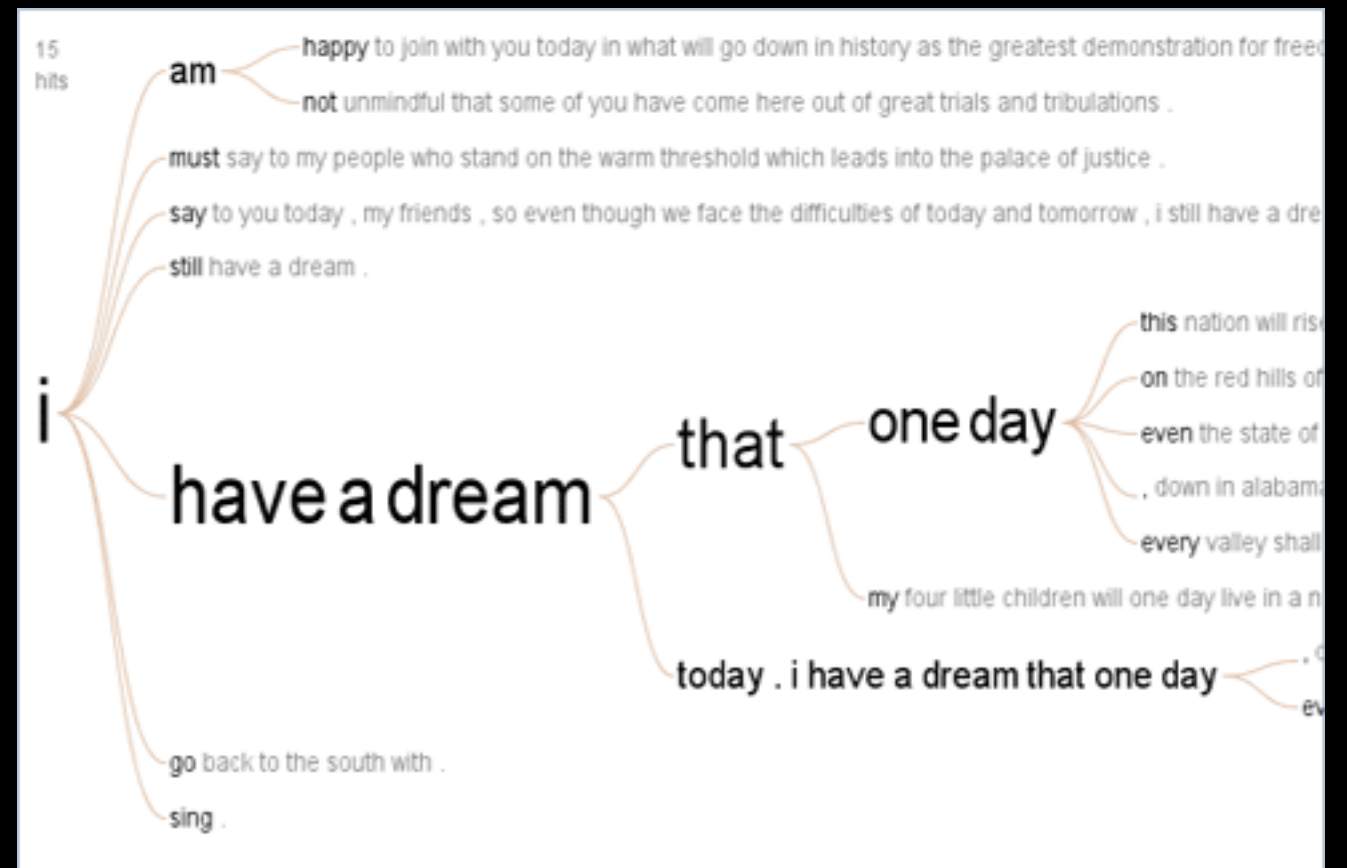 15
hits
am
happy to join with you today in what will go down in history as the greatest demonstration for
not unmindful that some of you have come here out of great trials and tribulations .
must say to my people who stand on the warm threshold which leads into the palace of justice .
say to you today , my friends , so even though we face the difficulties of today and tomorrow , i still have a
still have a dream .
this nation will
on the red hills of
i
one day
that
even the state of
have a dream
, down in alabama
every valley shall
my four little children will one day live in a
today . i have a dream that one day
,
go back to the south with .
sing .